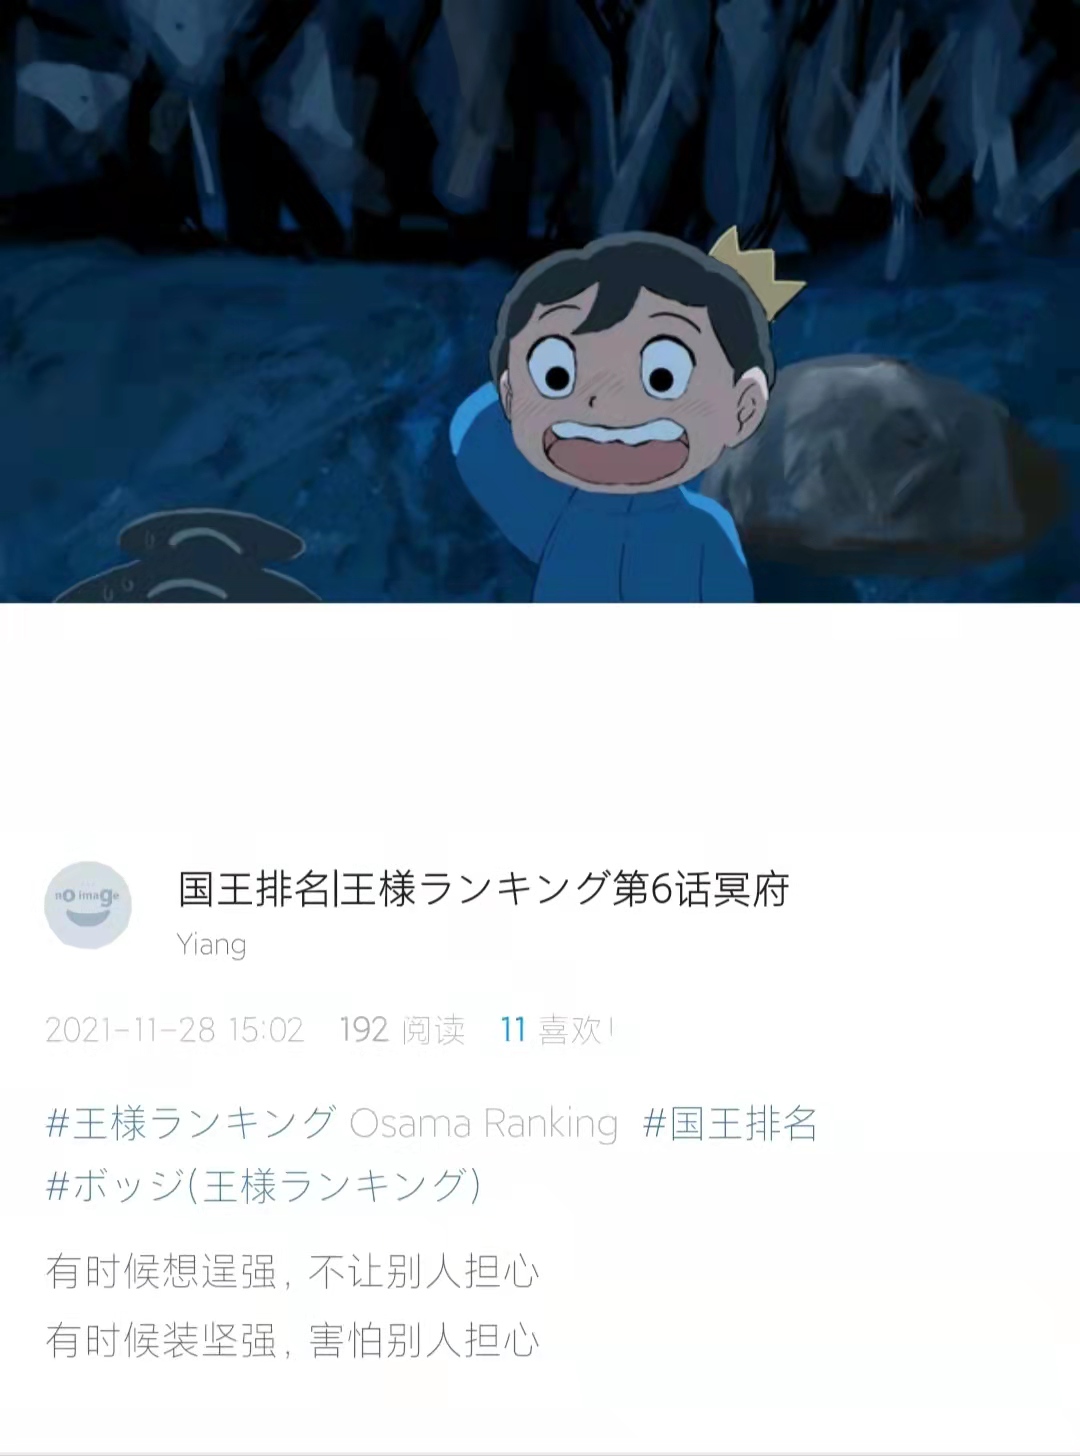 no image
国王排名|王様ランキング第6话冥府
Yiang
2021-11-28 15:02 192 阅读 11 喜欢!
#王様ランキング Osama Ranking #国王排名
#ボッジ(王様ランキング)
有时候想逞强, 不让别人担心
有时候装坚强, 害怕别人担心